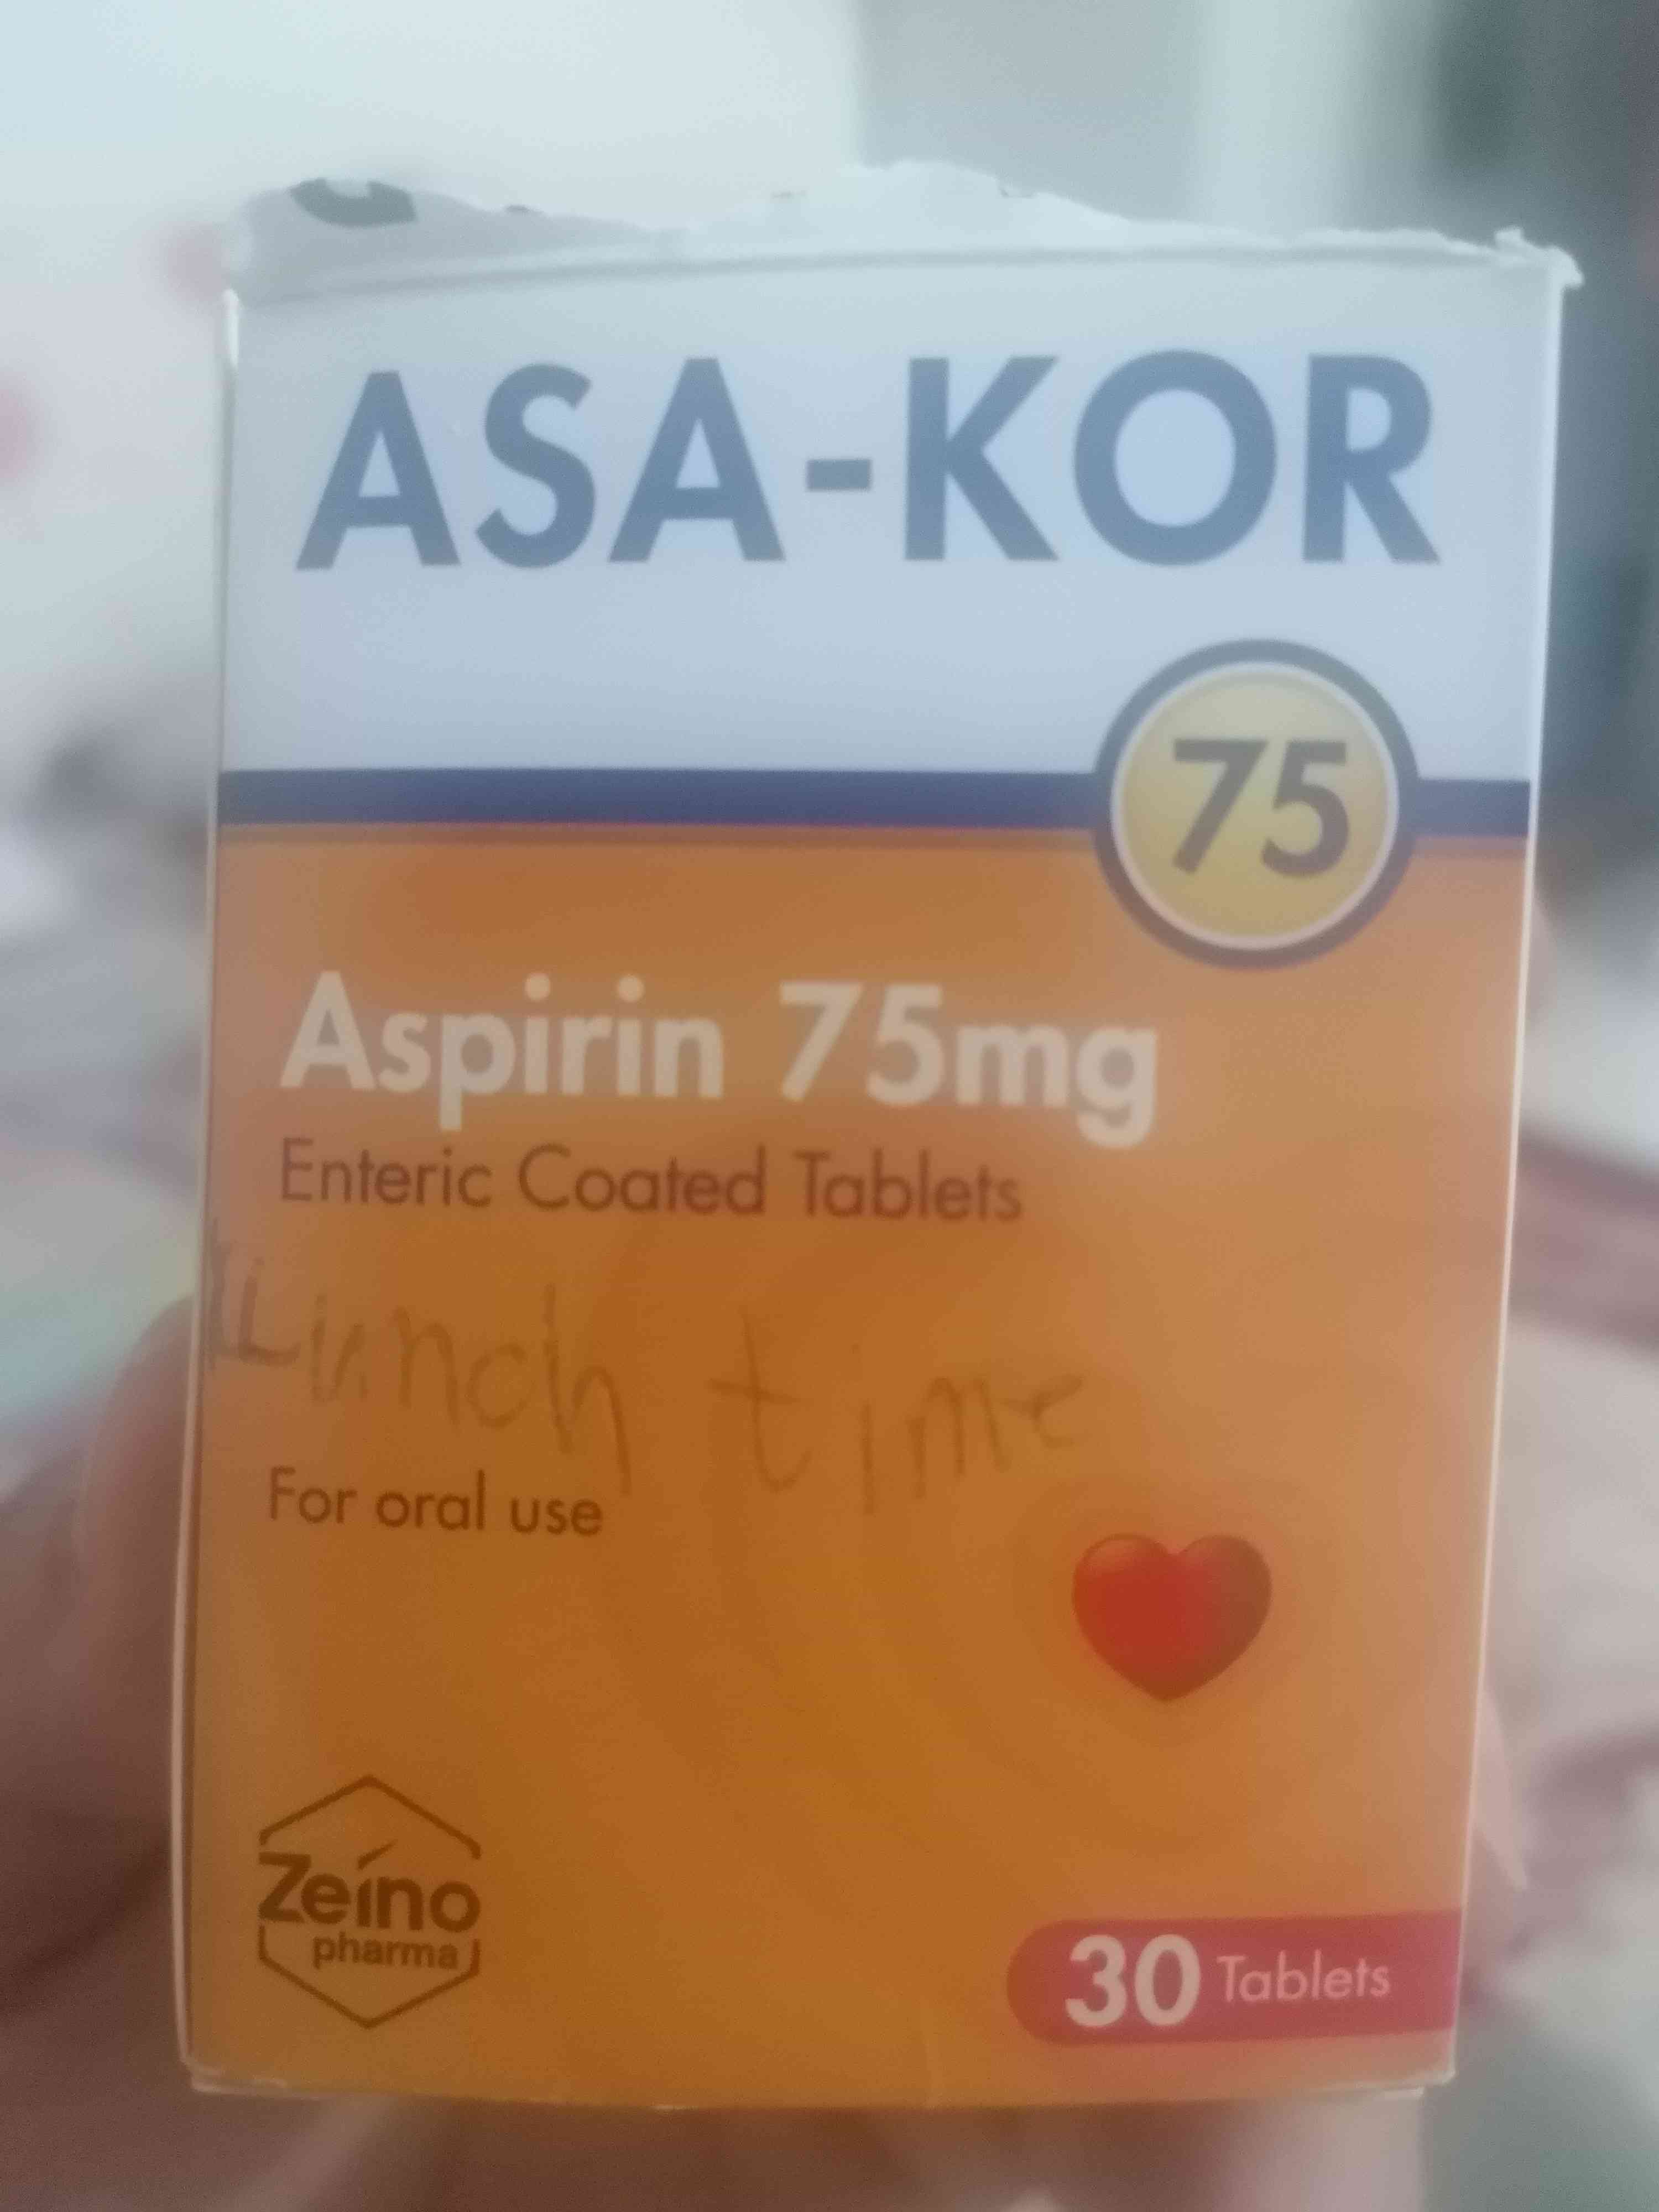 ASA-KOR
75
Aspirin 75mg
Enteric Coated Tablets
Lunch time
For oral use
Zeino
pharma
30 Tablets